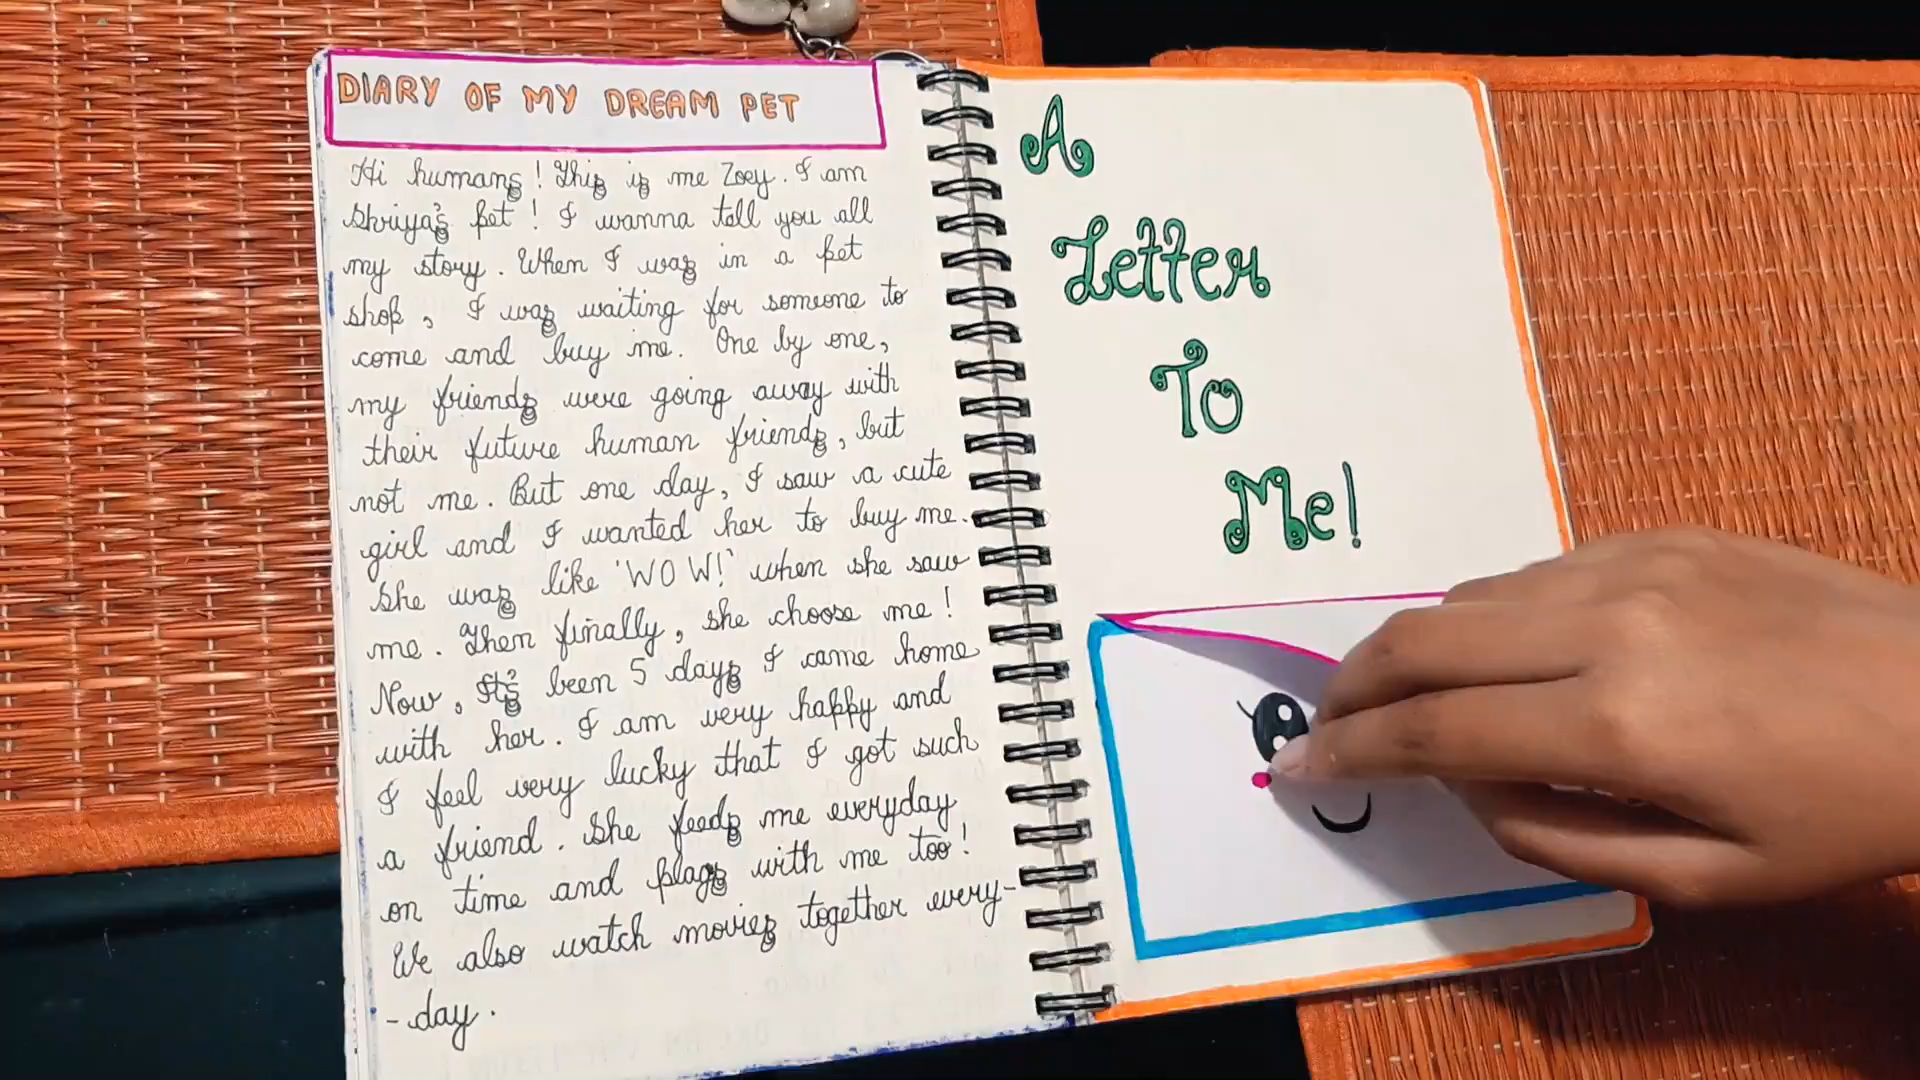 DIARY OF MY DREAM PET
Hi humans! This is me Zoey. I am
Shriya's pet! I wanna tell you all
my story. When I was in a pet
shop, I was waiting for someone to
come and buy me. One by one,
my friends were going away with
their future human friends, but
not me. But one day, I saw a cute
girl and I wanted her to buy me.
She was like 'WOW!' when she saw
me. Then finally, she choose me!
Now, It's been 5 days I came home
with her. I am very happy and
I feel very lucky that I got such
a friend. She feeds me everyday
on time and plays with me too!
We also watch movies together every-
-day.
A
Letter
To
Me!